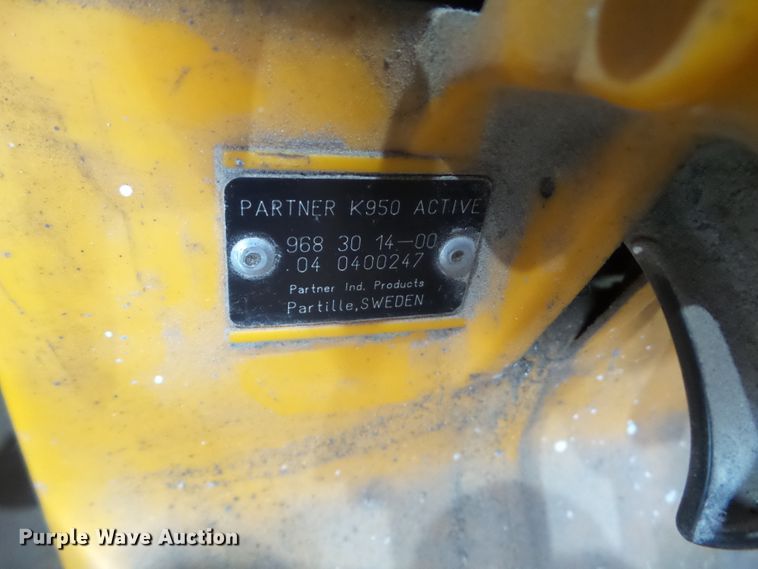 PARTNER K950 ACTIVE
968 30 14-00
04 0400247
Partner Ind. Products
Partille, SWEDEN
Purple Wave Auction